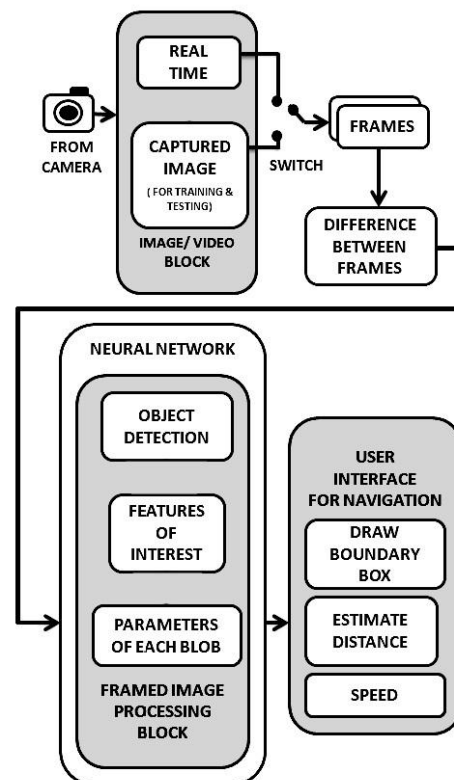 REAL
TIME
FROM
CAMERA
CAPTURED
IMAGE
( FOR TRAINING &
TESTING)
IMAGE/ VIDEO
BLOCK
SWITCH
FRAMES
DIFFERENCE
BETWEEN
FRAMES
NEURAL NETWORK
OBJECT
DETECTION
FEATURES
OF
INTEREST
PARAMETERS
OF EACH BLOB
FRAMED IMAGE
PROCESSING
BLOCK
USER
INTERFACE
FOR NAVIGATION
DRAW
BOUNDARY
BOX
ESTIMATE
DISTANCE
SPEED